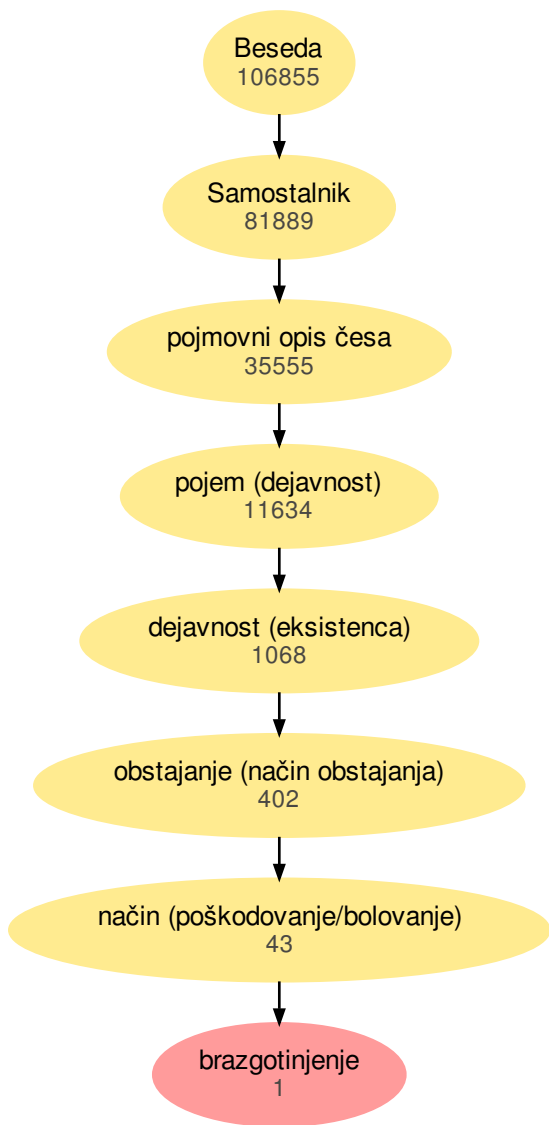 Beseda
106855
Samostalnik
81889
pojmovni opis česa
35555
pojem (dejavnost)
11634
dejavnost (eksistenca)
1068
obstajanje (način obstajanja)
402
način (poškodovanje/bolovanje)
43
brazgotinjenje
1